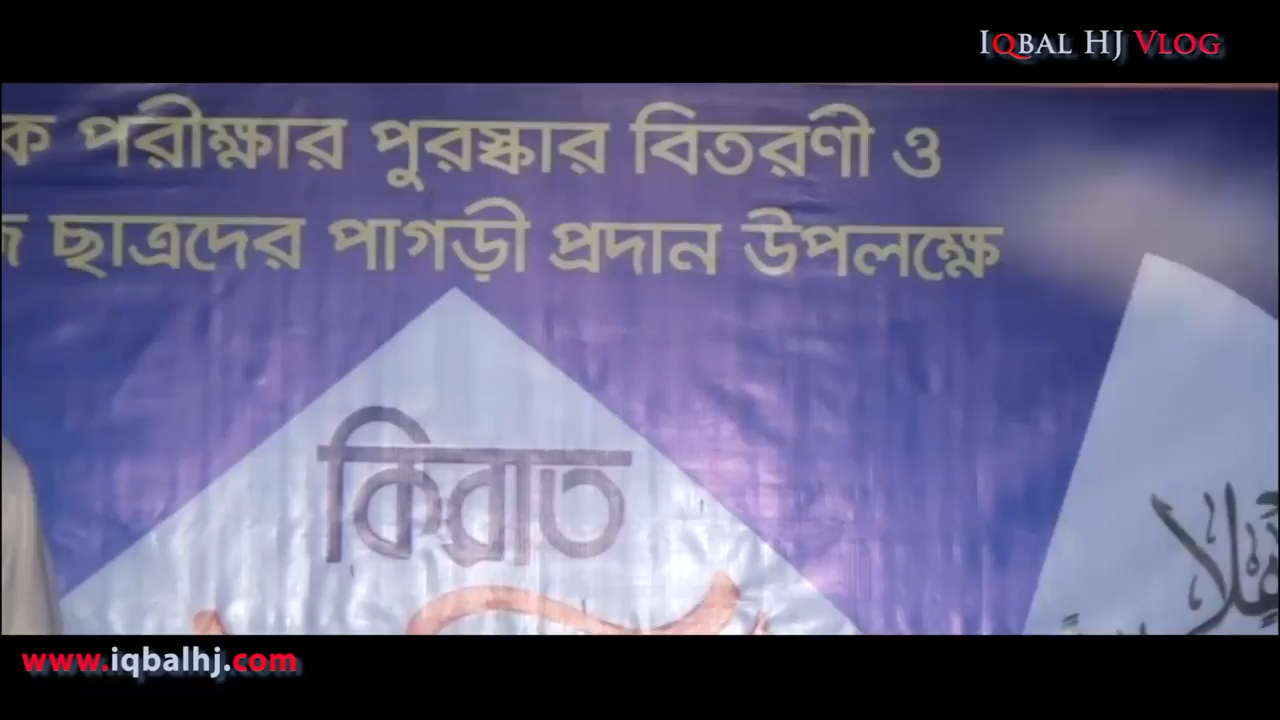 IQBAL HJ VLOG
ক পরীক্ষার পুরস্কার বিতরণী ও
ছাত্রদের পাগড়ী প্রদান উপলক্ষে
কিরাত
www.iqbalhj.com